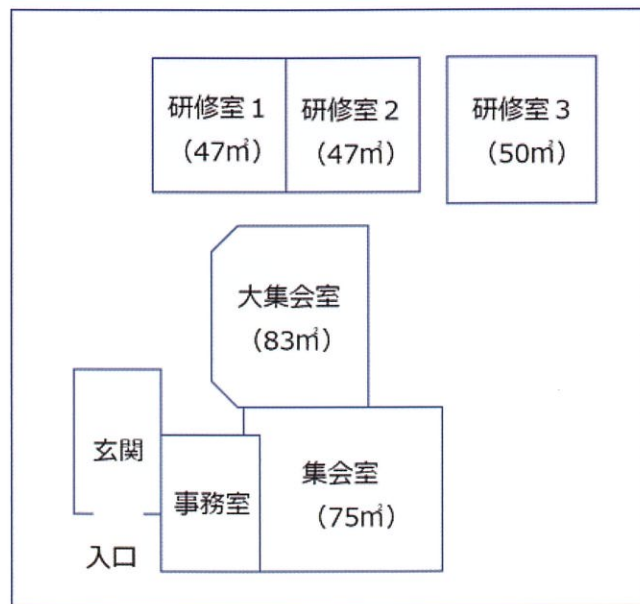 研修室１
（47㎡）
研修室２
（47㎡）
研修室３
（50㎡）
大集会室
（83㎡）
玄関
事務室
集会室
（75㎡）
入口